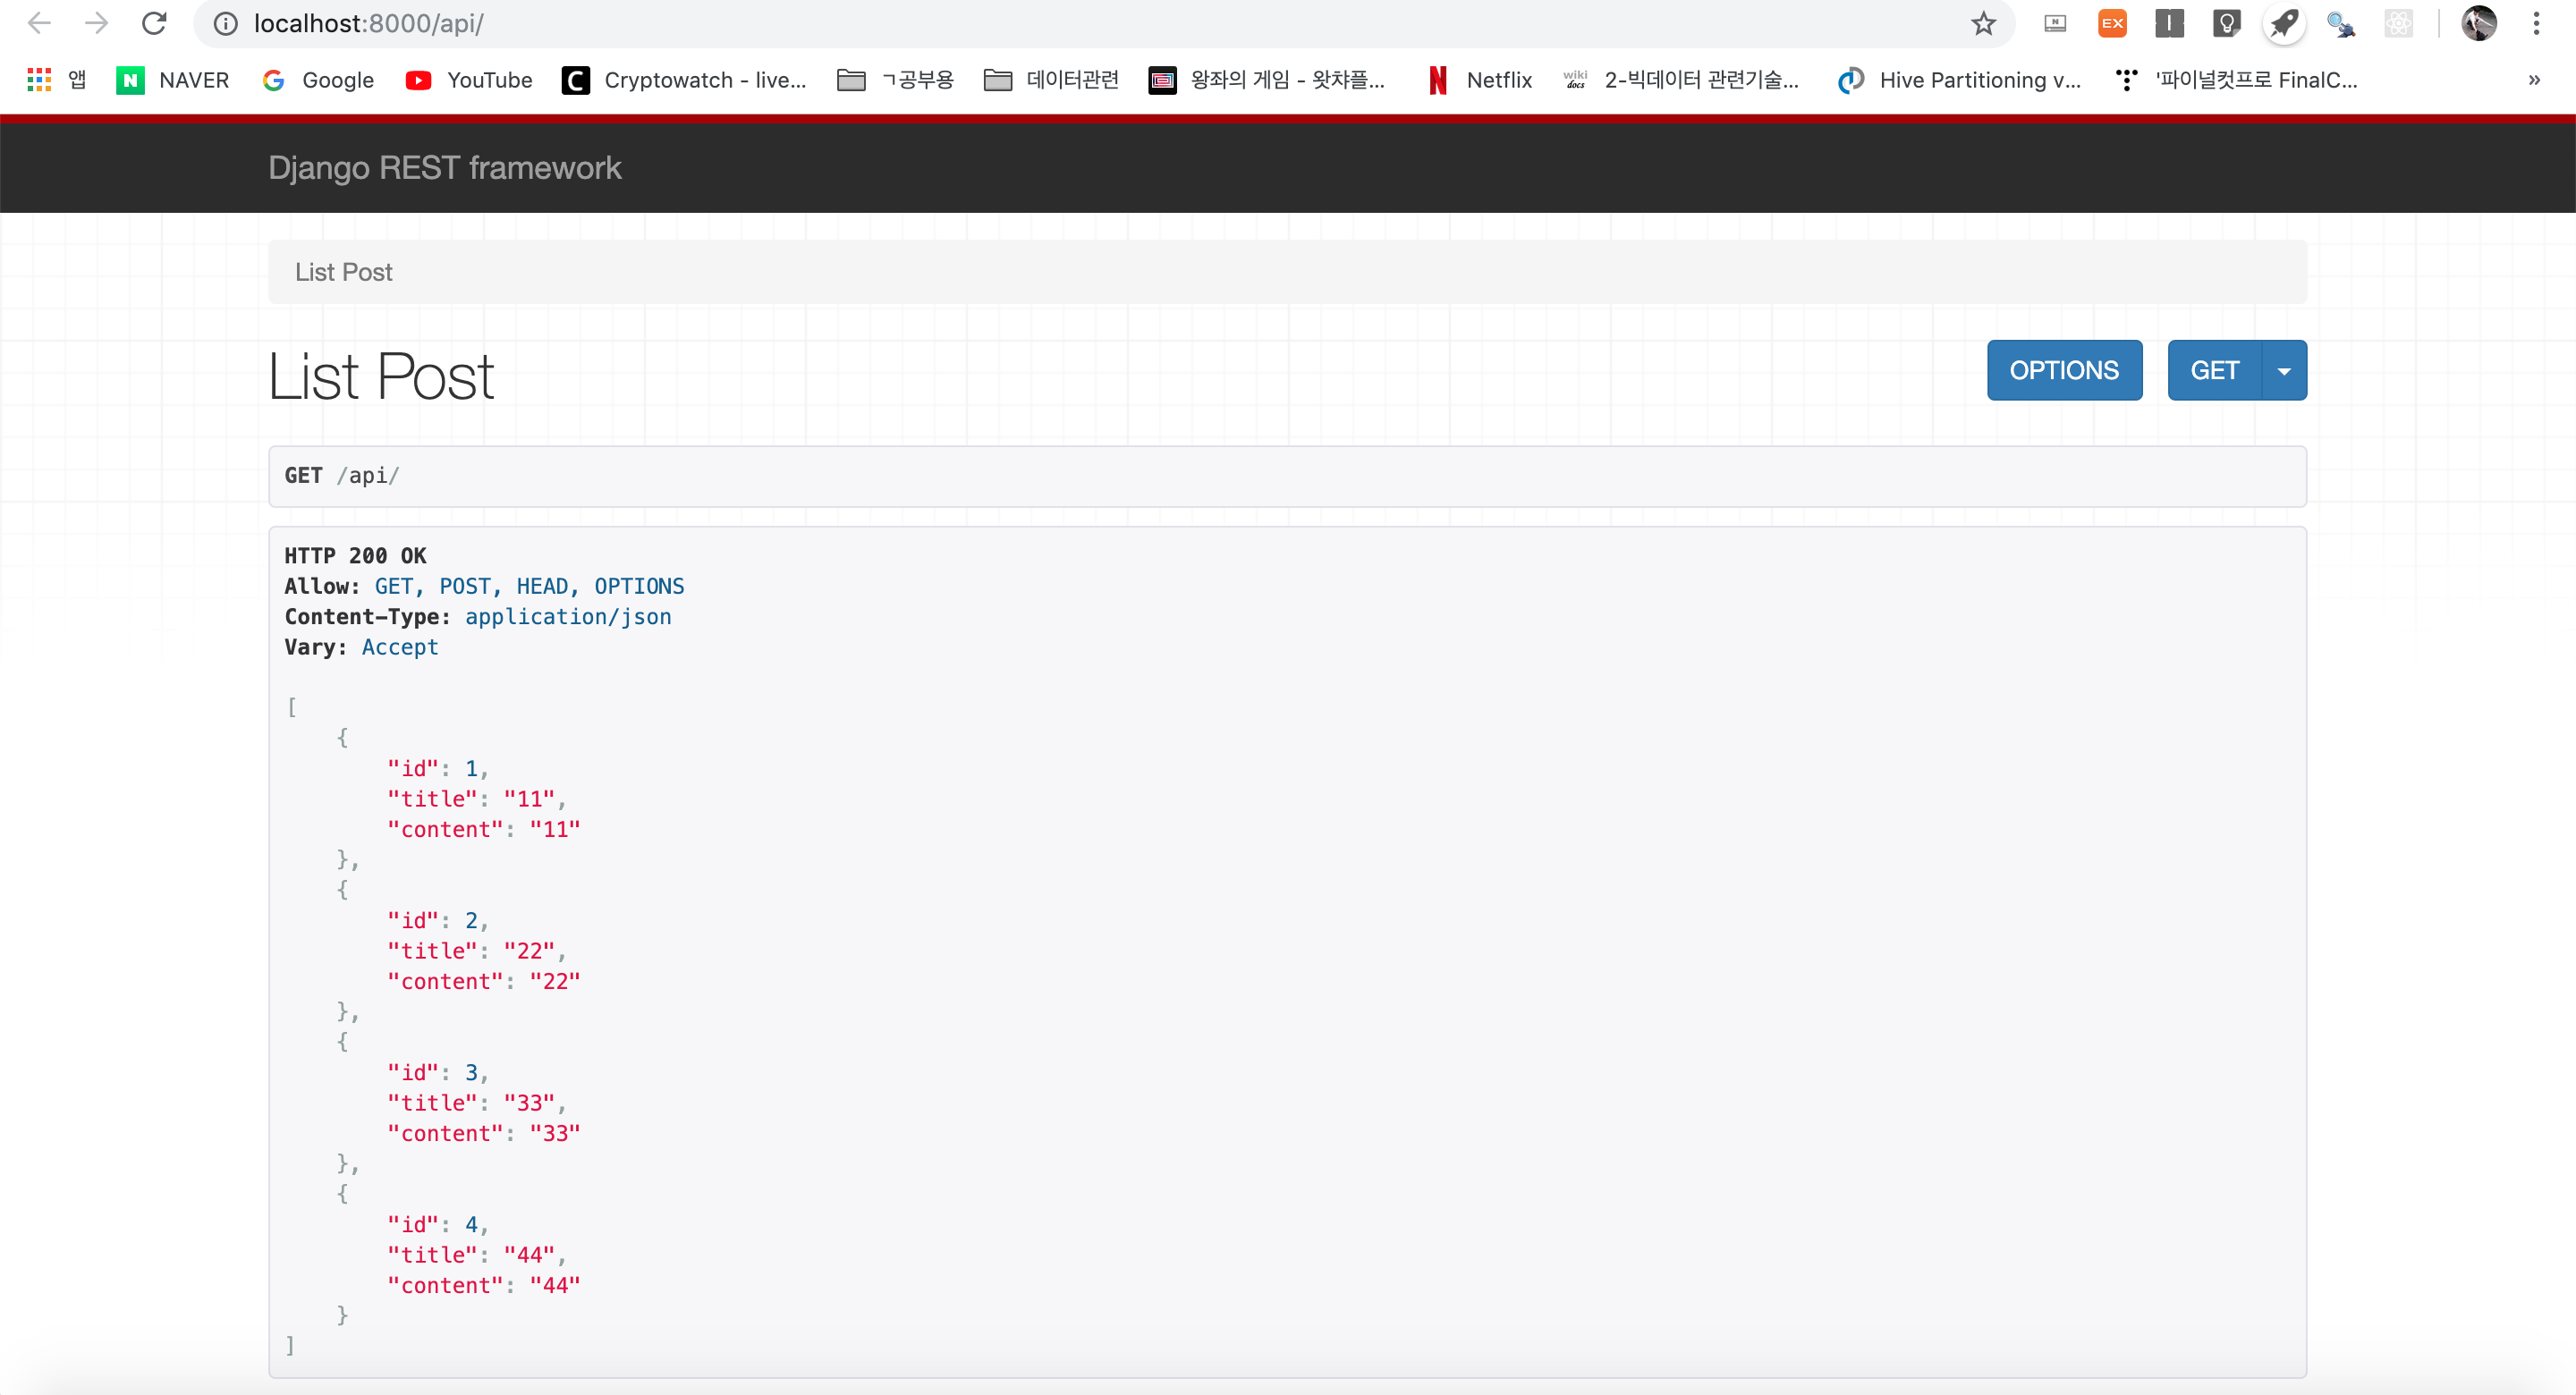 localhost:8000/api/
EX
앱 NAVER Google YouTube Cryptowatch - live... ㄱ공부용 데이터관련 왕좌의 게임 - 왓챠플... Netflix wiki docs 2-빅데이터 관련기술... Hive Partitioning v... '파이널컷프로 FinalC... »
Django REST framework
List Post
List Post
OPTIONS GET
GET /api/
HTTP 200 OK
Allow: GET, POST, HEAD, OPTIONS
Content-Type: application/json
Vary: Accept
[
    {
        "id": 1,
        "title": "11",
        "content": "11"
    },
    {
        "id": 2,
        "title": "22",
        "content": "22"
    },
    {
        "id": 3,
        "title": "33",
        "content": "33"
    },
    {
        "id": 4,
        "title": "44",
        "content": "44"
    }
]